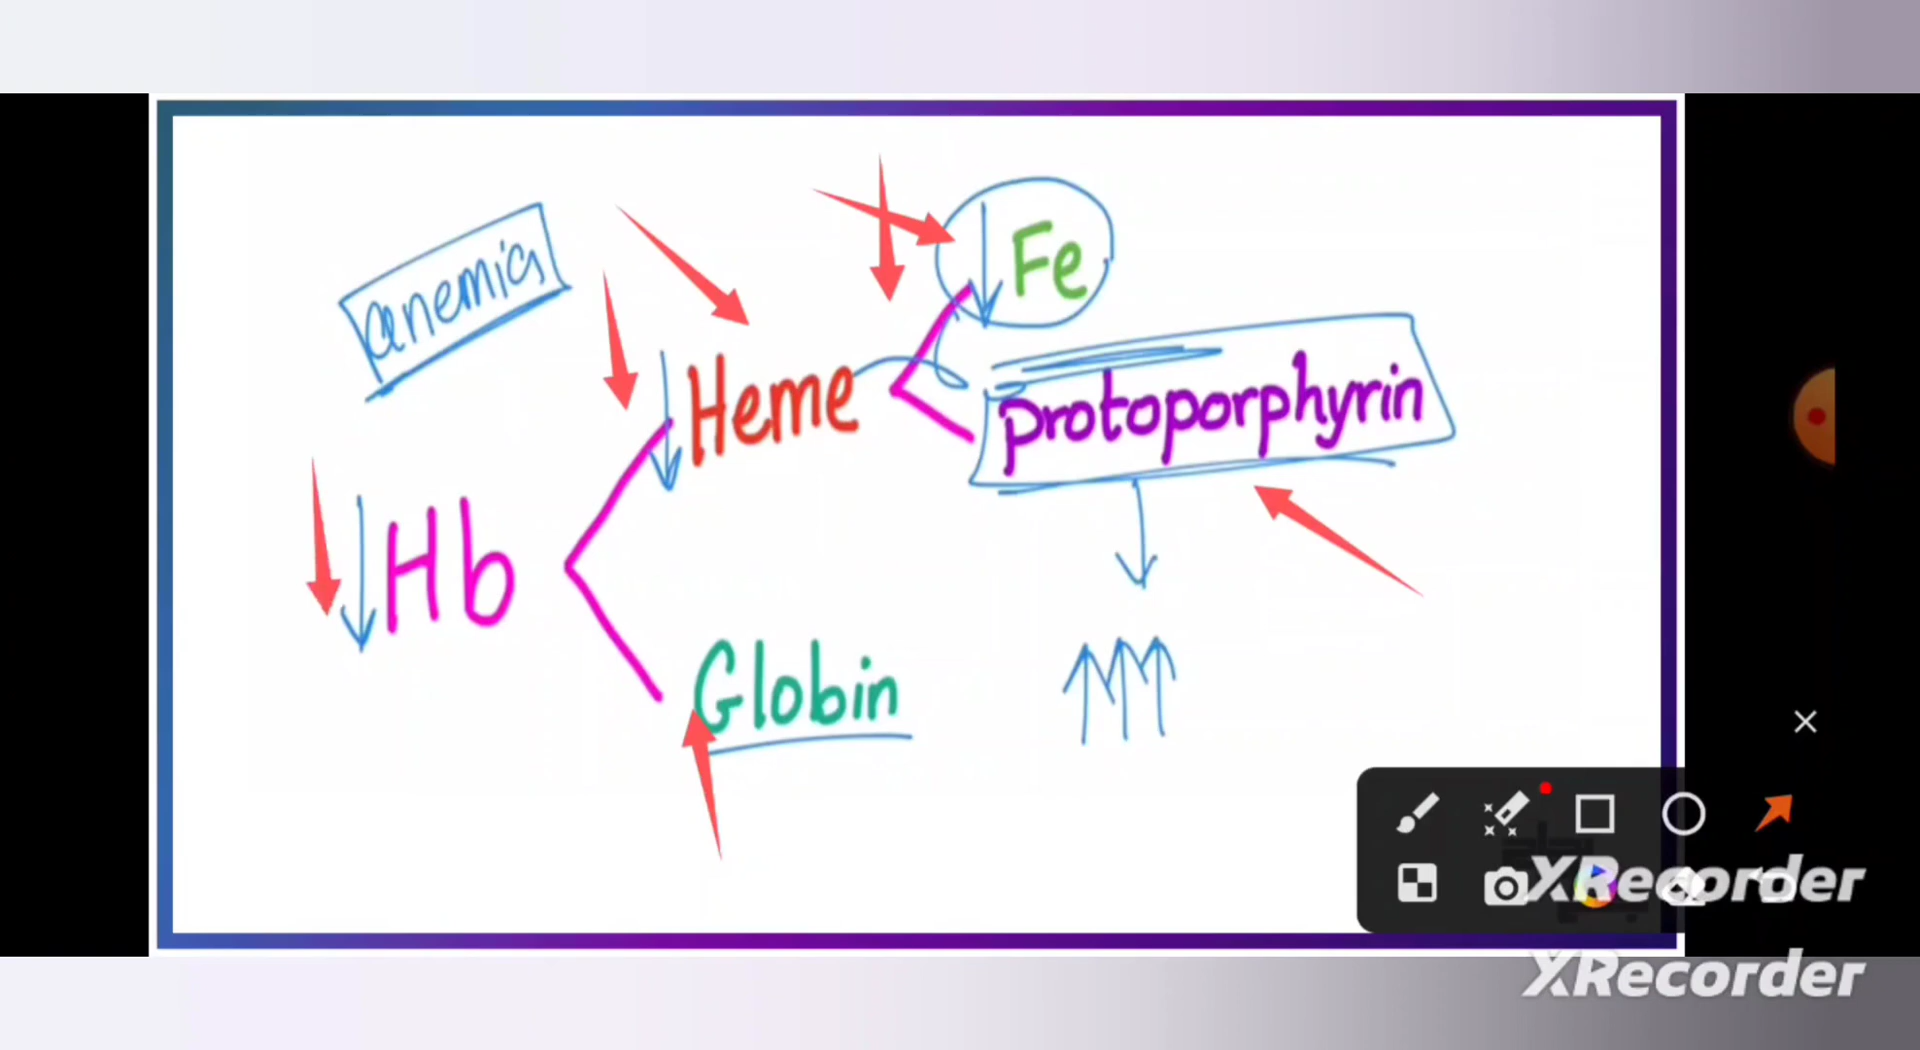 anemia
Fe
Heme
protoporphyrin
Hb
Globin
XRecorder
XRecorder